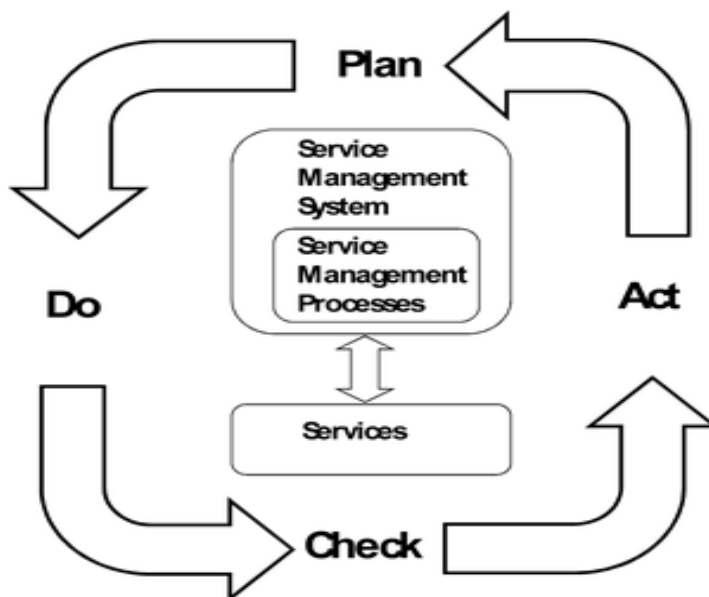 Plan
Service
Management
System
Service
Management
Processes
Do
Act
Services
Check